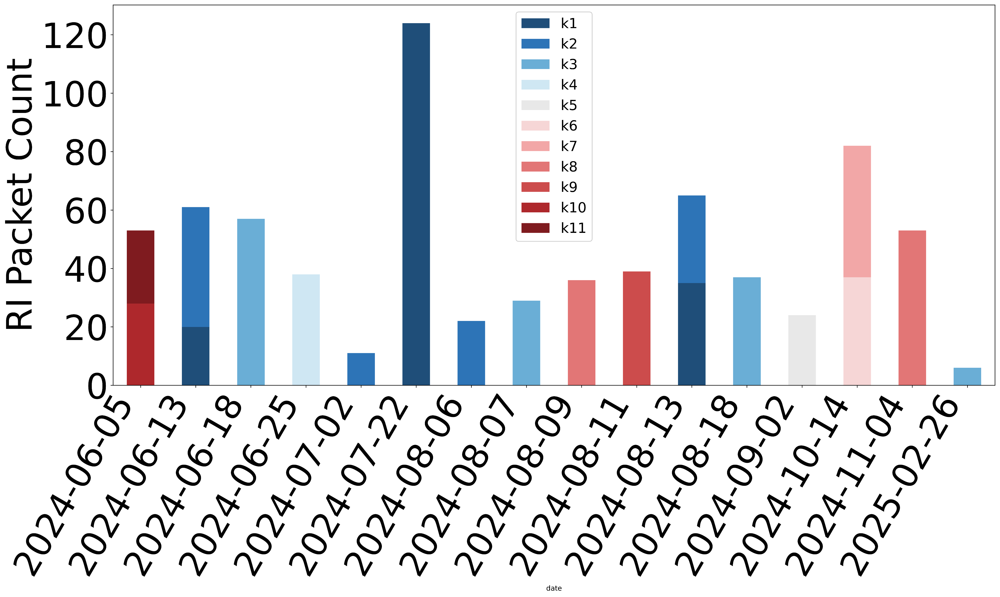 RI Packet Count
120
100
80
60
40
20
0
k1
k2
k3
k4
k5
k6
k7
k8
k9
k10
k11
2024-06-05
2024-06-13
2024-06-18
2024-06-25
2024-07-02
2024-07-22
2024-08-06
2024-08-07
2024-08-09
2024-08-11
2024-08-13
2024-08-18
2024-09-02
2024-10-14
2024-11-04
2025-02-26
date